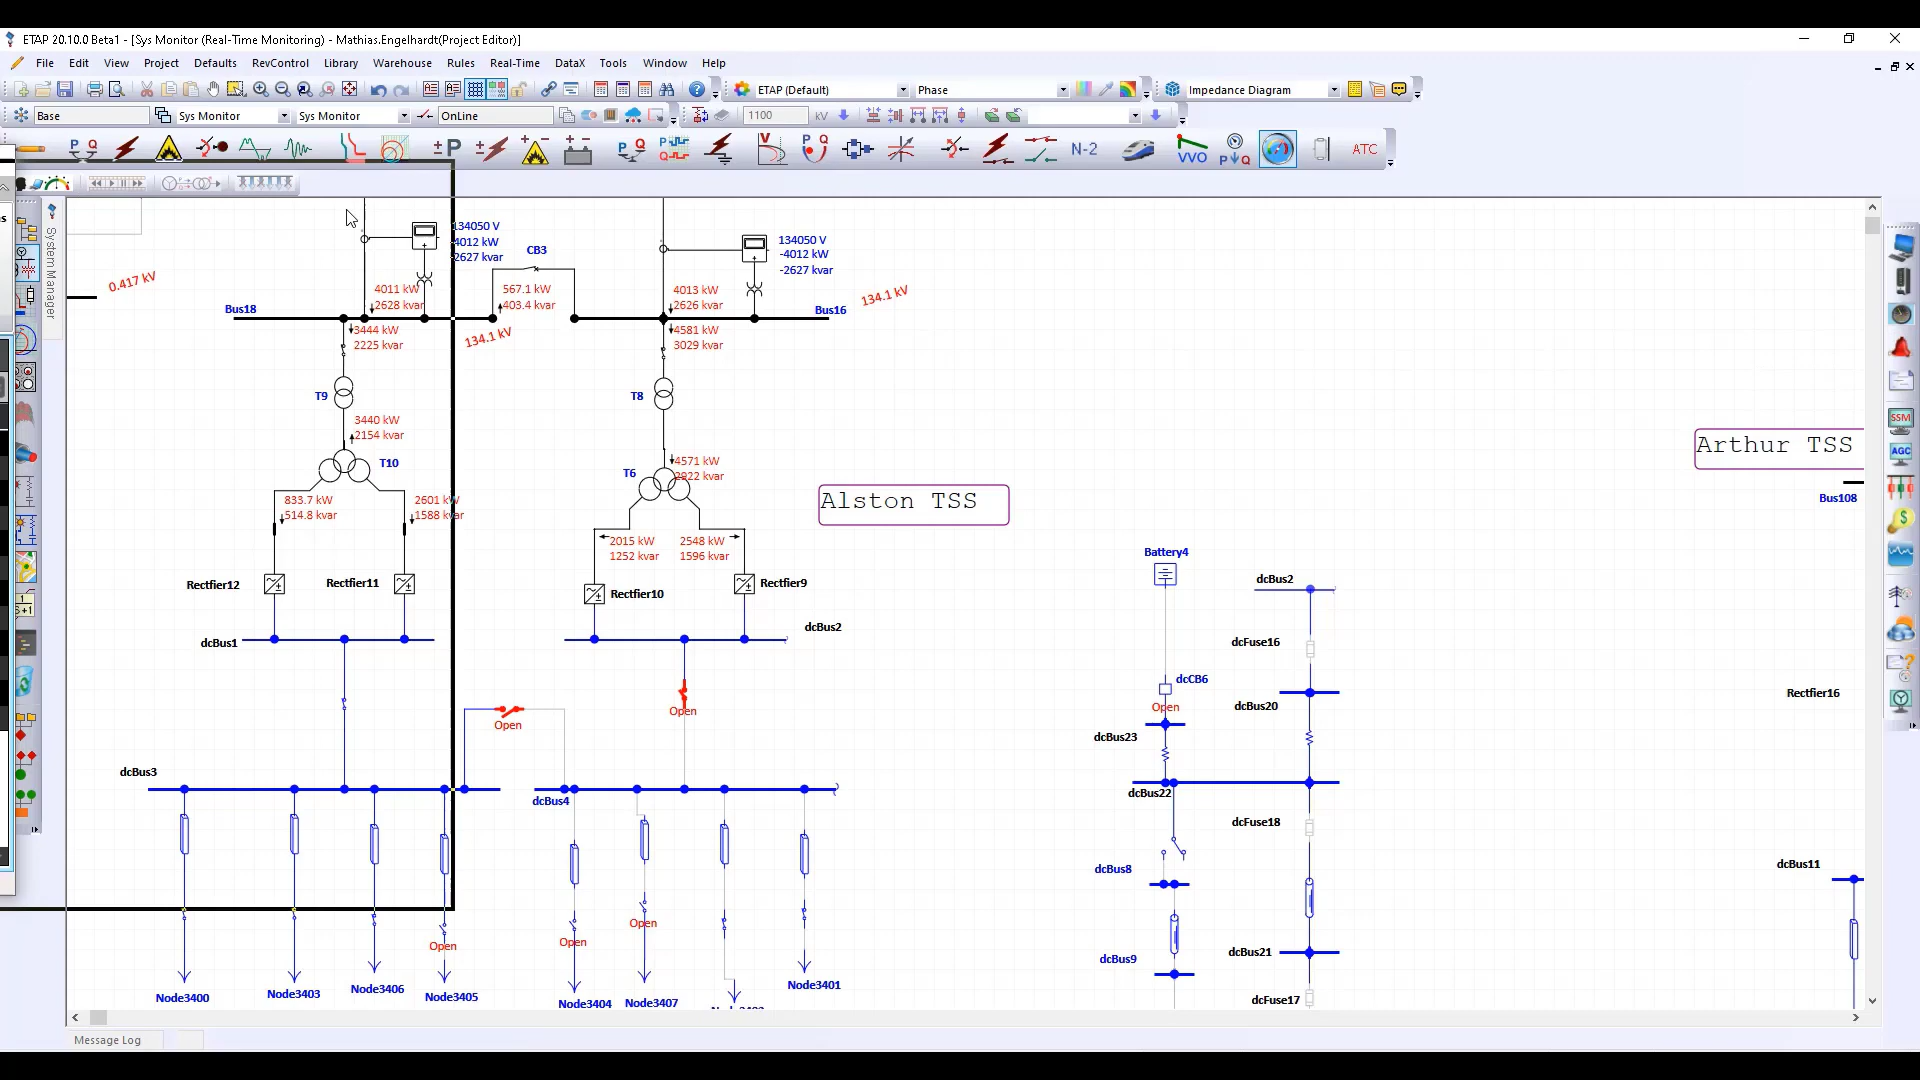 ETAP 20.10.0 Beta1 - [Sys Monitor (Real-Time Monitoring) - Mathias.Engelhardt(Project Editor)]
File Edit View Project Defaults RevControl Library Warehouse Rules Real-Time DataX Tools Window Help
ETAP (Default) Phase Impedance Diagram
Base Sys Monitor Sys Monitor OnLine 1100 kV
N-2 VVO ATC
System Manager
134050 V
-4012 kW
-2627 kvar
CB3
134050 V
-4012 kW
-2627 kvar
0.417 kV
4011 kW
2628 kvar
567.1 kW
403.4 kvar
4013 kW
2626 kvar
134.1 kV
Bus18
Bus16
3444 kW
2225 kvar
134.1 kV
4581 kW
3029 kvar
T9
T8
3440 kW
2154 kvar
T10
T6
4571 kW
2922 kvar
Arthur TSS
Bus108
833.7 kW
514.8 kvar
2601 kW
1588 kvar
Alston TSS
2015 kW
1252 kvar
2548 kW
1596 kvar
Battery4
dcBus2
Rectfier12
Rectfier11
Rectfier10
Rectfier9
dcBus1
dcBus2
dcFuse16
dcCB6
Open
dcBus20
Rectfier16
Open
Open
dcBus23
dcBus3
dcBus4
dcBus22
dcFuse18
dcBus8
dcBus11
Open
Open
Open
dcBus21
dcBus9
Node3400
Node3403
Node3406
Node3405
Node3404
Node3407
Node3401
dcFuse17
Message Log
SSM
AGC